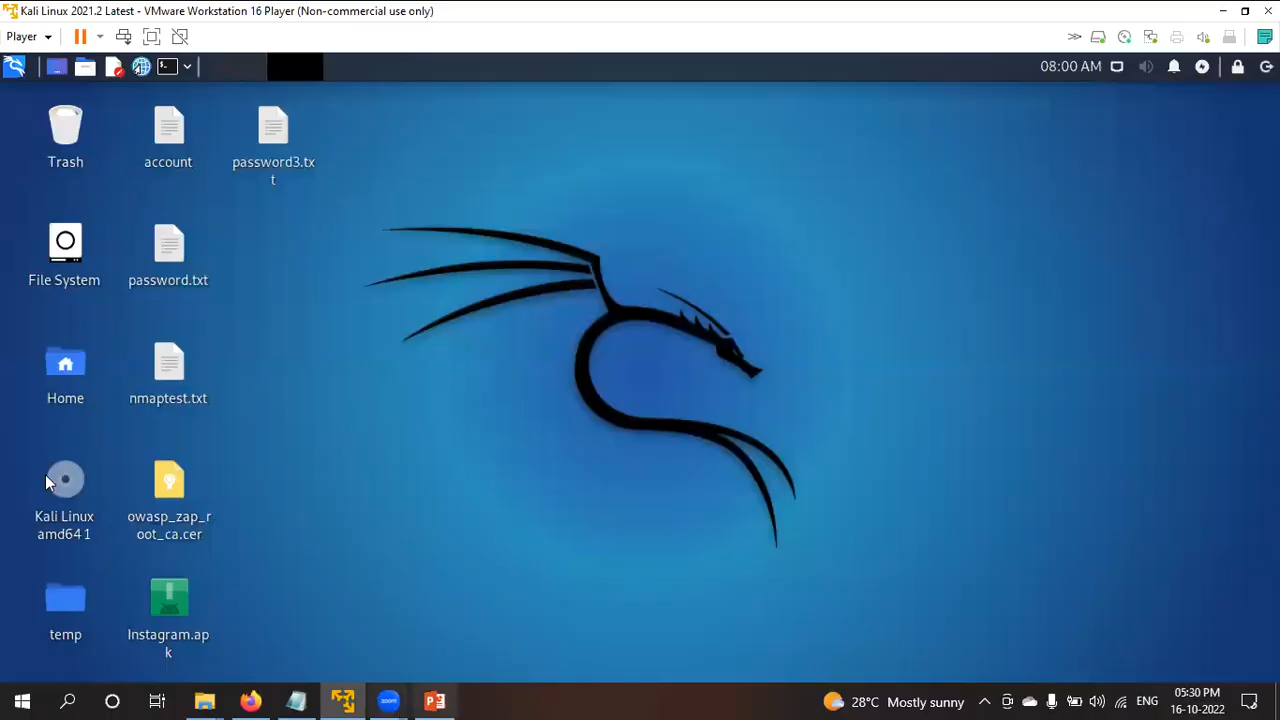 Kali Linux 2021.2 Latest - VMware Workstation 16 Player (Non-commercial use only)
Player
08:00 AM
Trash
account
password3.tx
t
File System
password.txt
Home
nmaptest.txt
Kali Linux
amd64 1
owasp_zap_r
oot_ca.cer
temp
Instagram.ap
k
zoom
28°C Mostly sunny
ENG
05:30 PM
16-10-2022